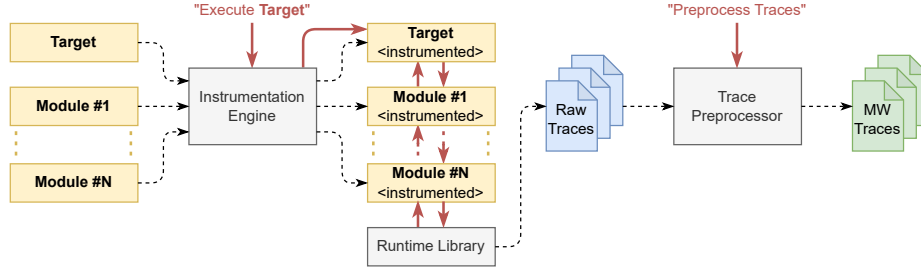 "Execute Target"
"Preprocess Traces"
Target
Target
<instrumented>
Module #1
Instrumentation
Engine
Module #1
<instrumented>
Raw
Traces
Trace
Preprocessor
MW
Traces
Module #N
Module #N
<instrumented>
Runtime Library